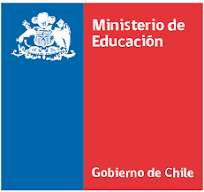 Ministerio de
Educación
Gobierno de Chile